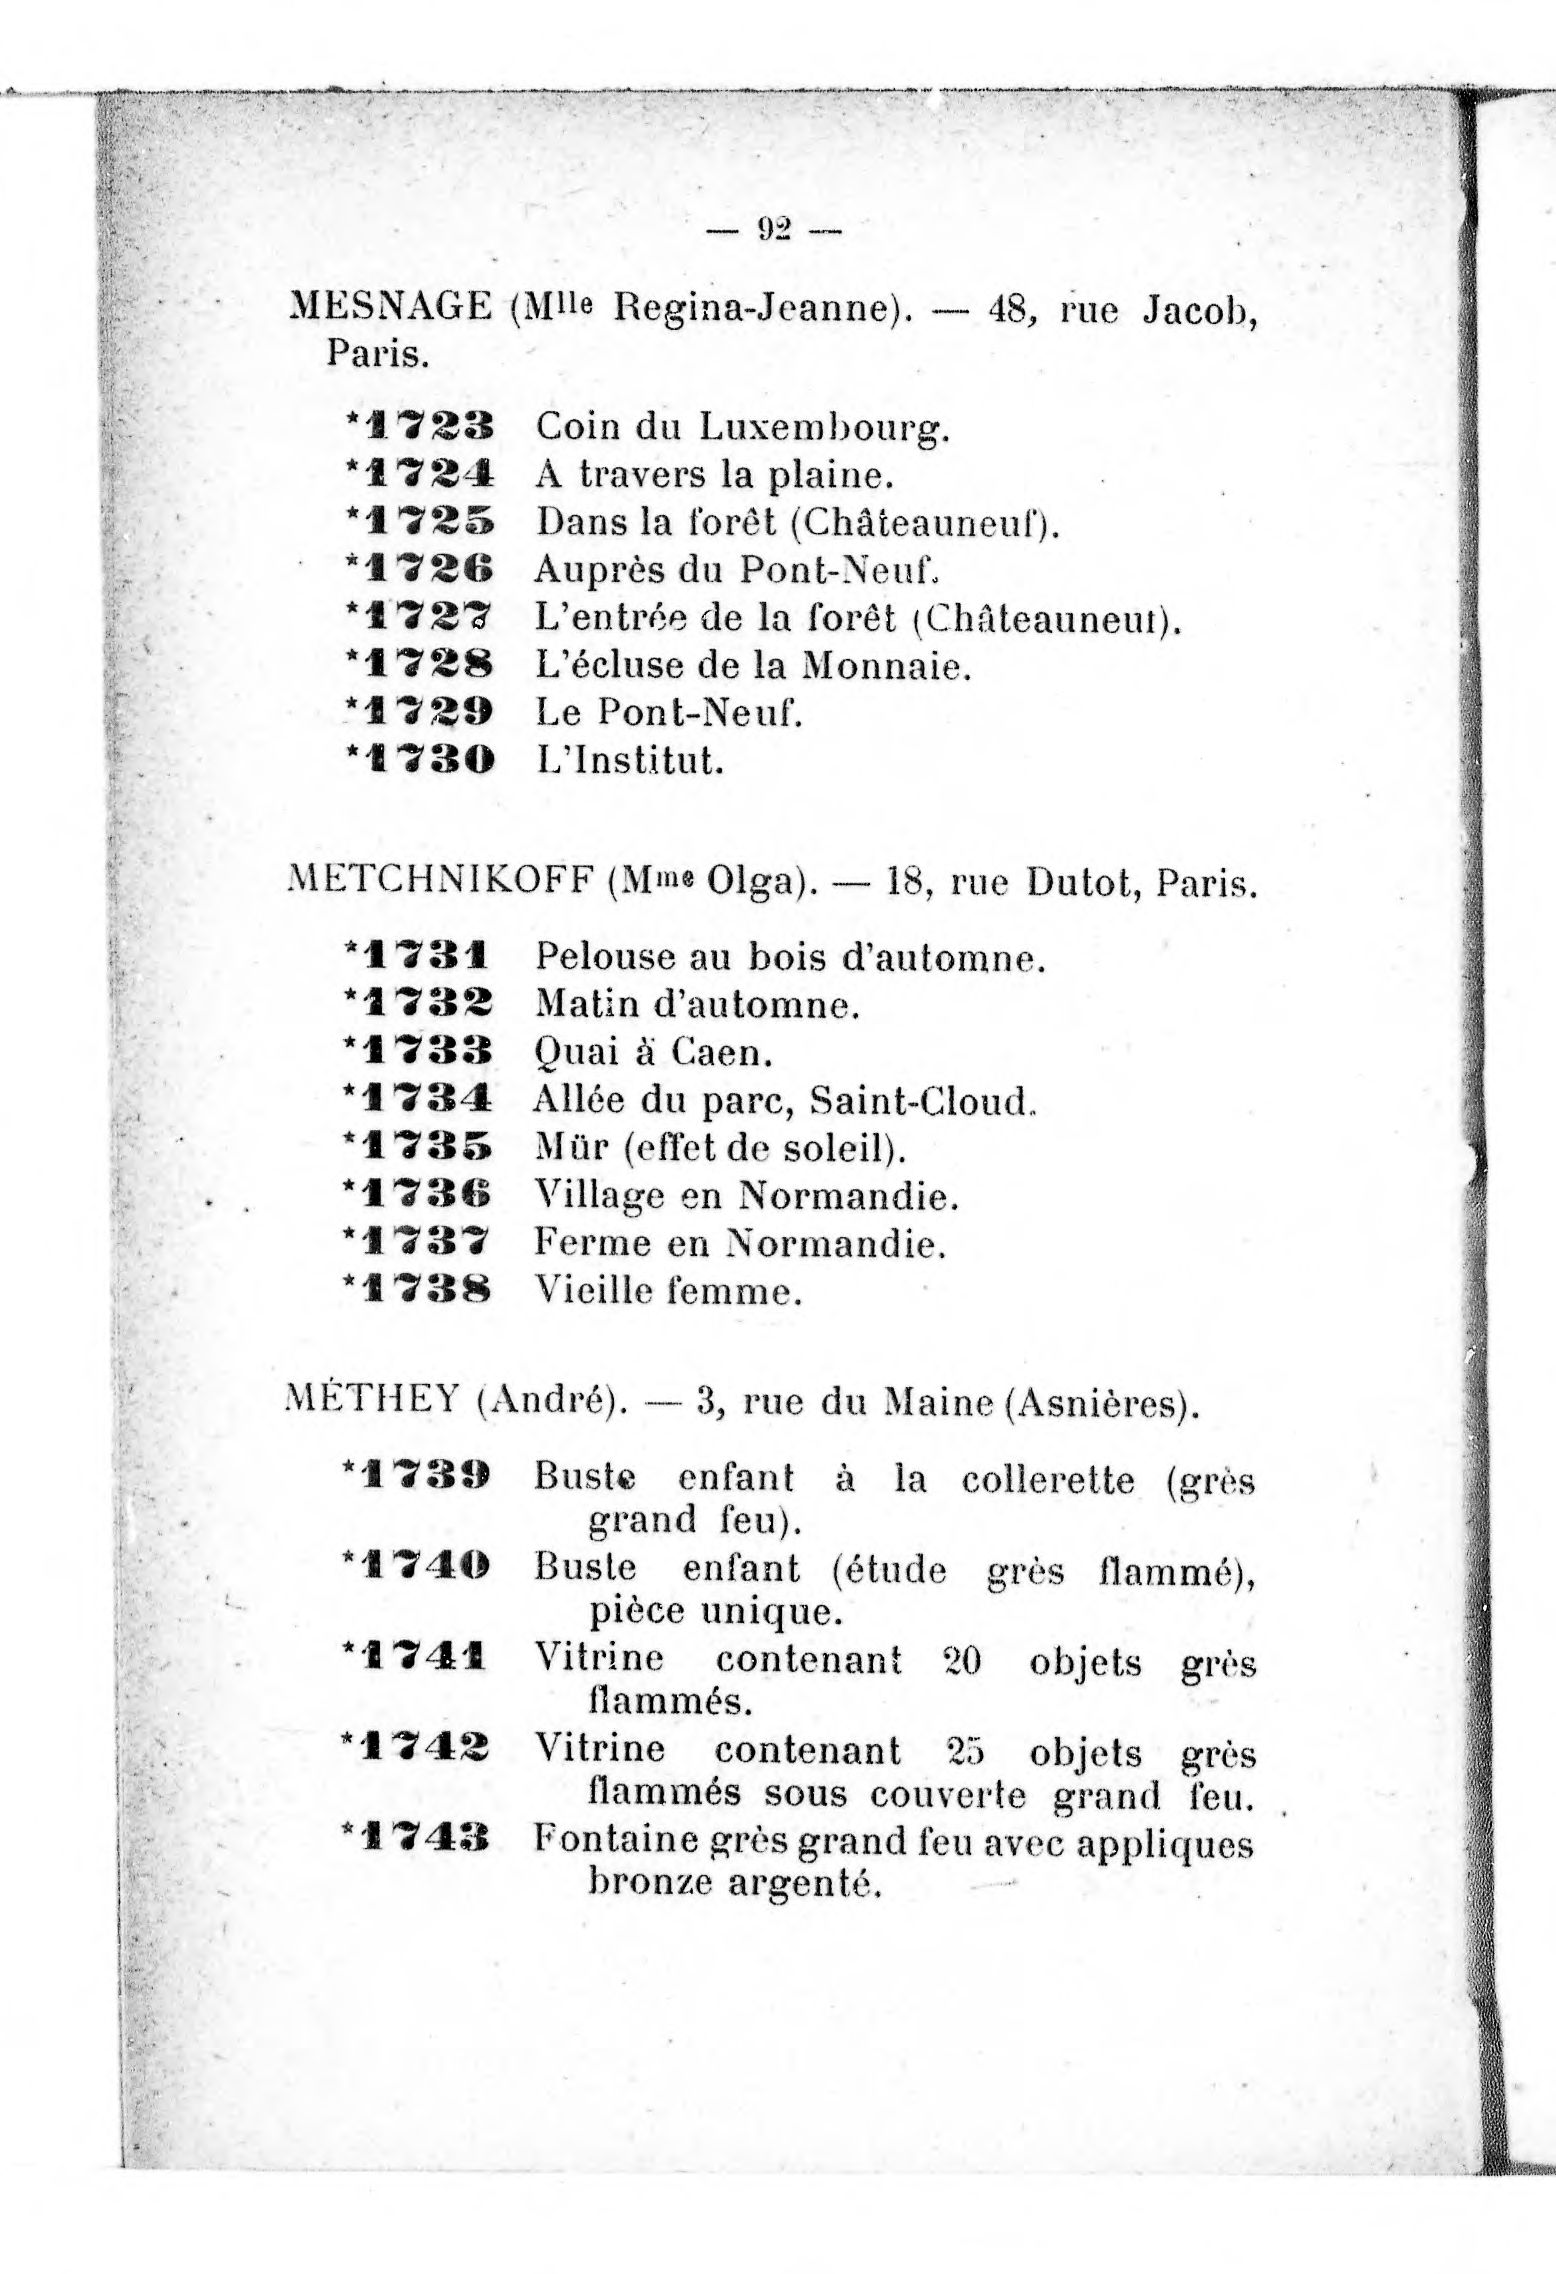 — 92 —
MESNAGE (Mlle Regina-Jeanne). — 48, rue Jacob,
Paris.
*1723 Coin du Luxembourg.
*1724 A travers la plaine.
*1725 Dans la forêt (Châteauneuf).
*1726 Auprès du Pont-Neuf.
*1727 L'entrée de la forêt (Châteauneuf).
*1728 L'écluse de la Monnaie.
*1729 Le Pont-Neuf.
*1730 L'Institut.
METCHNIKOFF (Mme Olga). — 18, rue Dutot, Paris.
*1731 Pelouse au bois d'automne.
*1732 Matin d'automne.
*1733 Quai à Caen.
*1734 Allée du parc, Saint-Cloud.
*1735 Mür (effet de soleil).
*1736 Village en Normandie.
*1737 Ferme en Normandie.
*1738 Vieille femme.
MÉTHEY (André). — 3, rue du Maine (Asnières).
*1739 Buste enfant à la collerette (grès
grand feu).
*1740 Buste enfant (étude grès flammé),
pièce unique.
*1741 Vitrine contenant 20 objets grès
flammés.
*1742 Vitrine contenant 25 objets grès
flammés sous couverte grand feu.
*1743 Fontaine grès grand feu avec appliques
bronze argenté.